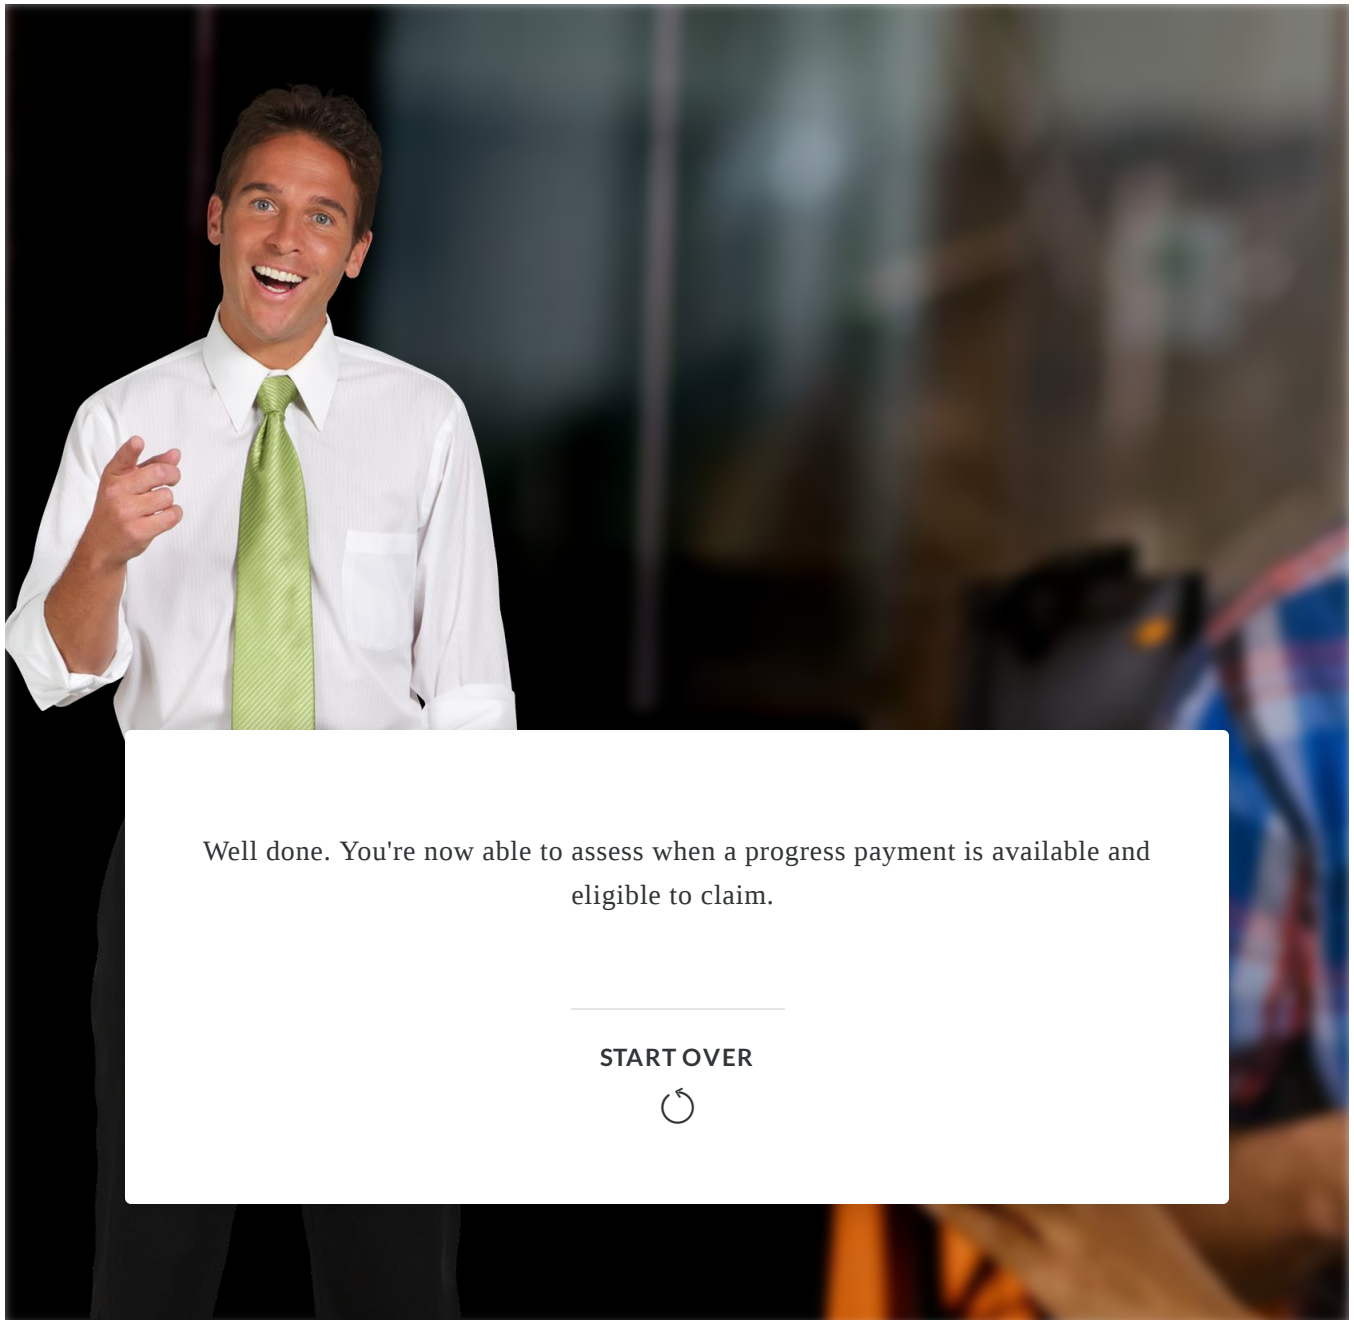 Well done. You're now able to assess when a progress payment is available and
eligible to claim.
START OVER